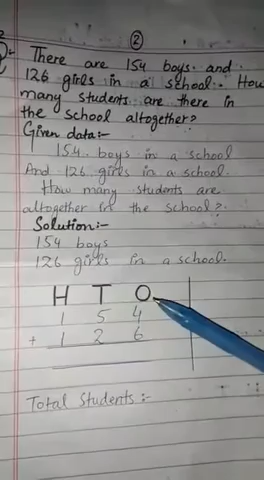 ②
There are 154 boys and
126 girls in a school. How
many students are there in
the school altogether?
Given data:-
154 boys in a school
And 126 girls in a school.
How many students are
altogether in the school?
Solution:-
154 boys
126 girls in a school.
H T O
1 5 4
+ 1 2 6
Total Students:-